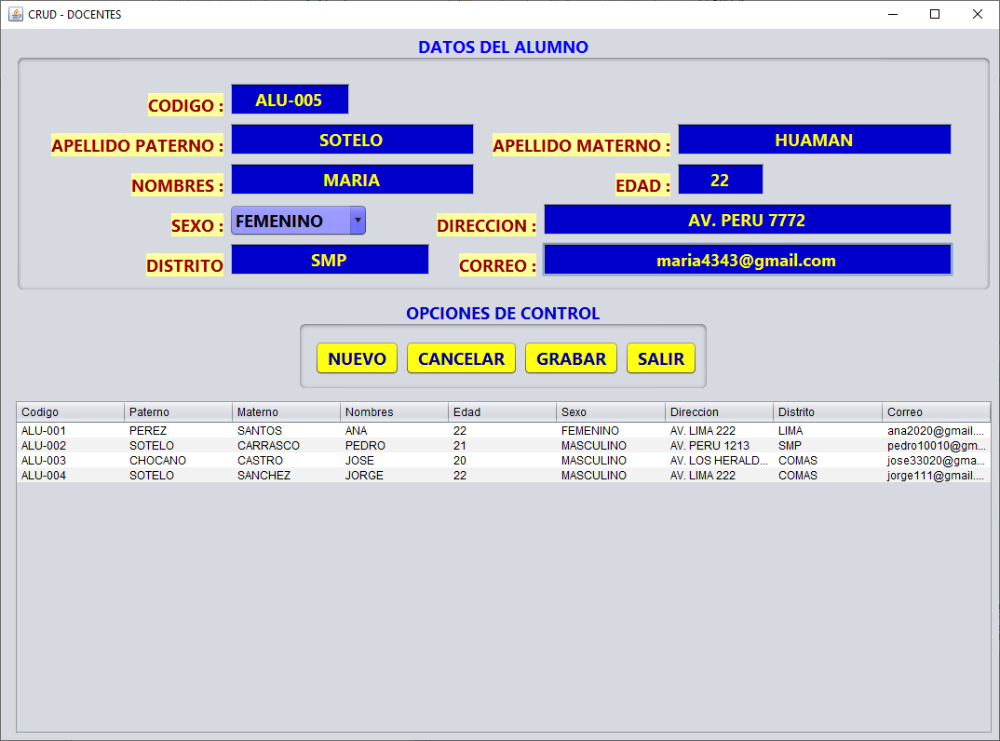 CRUD - DOCENTES
DATOS DEL ALUMNO
CODIGO : ALU-005
APELLIDO PATERNO : SOTELO APELLIDO MATERNO : HUAMAN
NOMBRES : MARIA EDAD : 22
SEXO : FEMENINO DIRECCION : AV. PERU 7772
DISTRITO SMP CORREO : maria4343@gmail.com
OPCIONES DE CONTROL
NUEVO CANCELAR GRABAR SALIR
Codigo Paterno Materno Nombres Edad Sexo Direccion Distrito Correo
ALU-001 PEREZ SANTOS ANA 22 FEMENINO AV. LIMA 222 LIMA ana2020@gmail....
ALU-002 SOTELO CARRASCO PEDRO 21 MASCULINO AV. PERU 1213 SMP pedro10010@gm...
ALU-003 CHOCANO CASTRO JOSE 20 MASCULINO AV. LOS HERALD... COMAS jose33020@gma...
ALU-004 SOTELO SANCHEZ JORGE 22 MASCULINO AV. LIMA 222 COMAS jorge111@gmail....